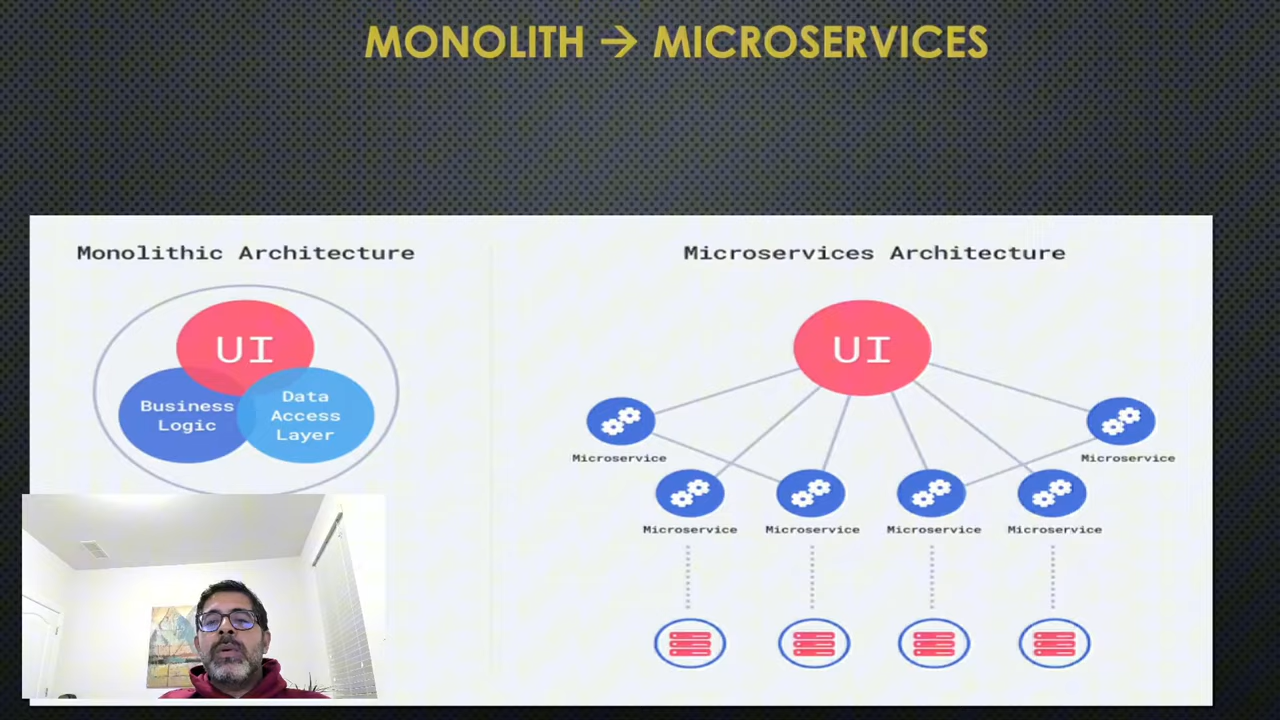 MONOLITH → MICROSERVICES
Monolithic Architecture
UI
Business
Logic
Data
Access
Layer
Microservices Architecture
UI
Microservice
Microservice
Microservice
Microservice
Microservice
Microservice